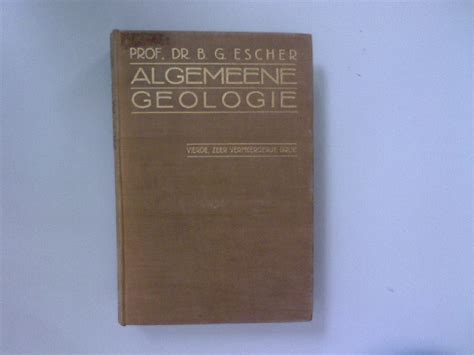 PROF. DR. B. G. ESCHER
ALGEMEENE
GEOLOGIE
VIERDE, ZEER VERMEERDERDE DRUK